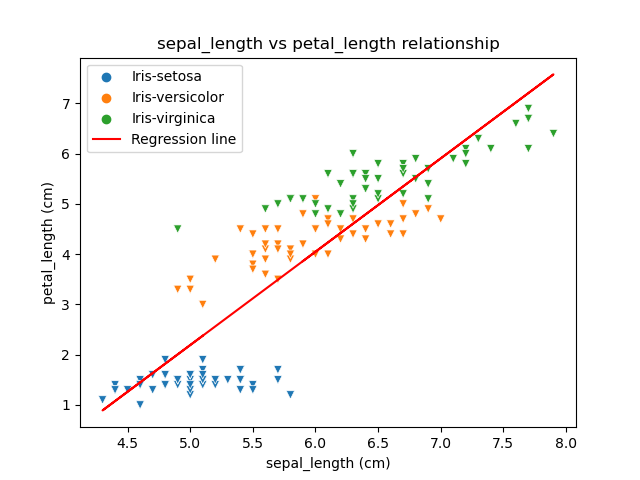 sepal_length vs petal_length relationship
Iris-setosa
Iris-versicolor
Iris-virginica
Regression line
petal_length (cm)
7
6
5
4
3
2
1
4.5 5.0 5.5 6.0 6.5 7.0 7.5 8.0
sepal_length (cm)